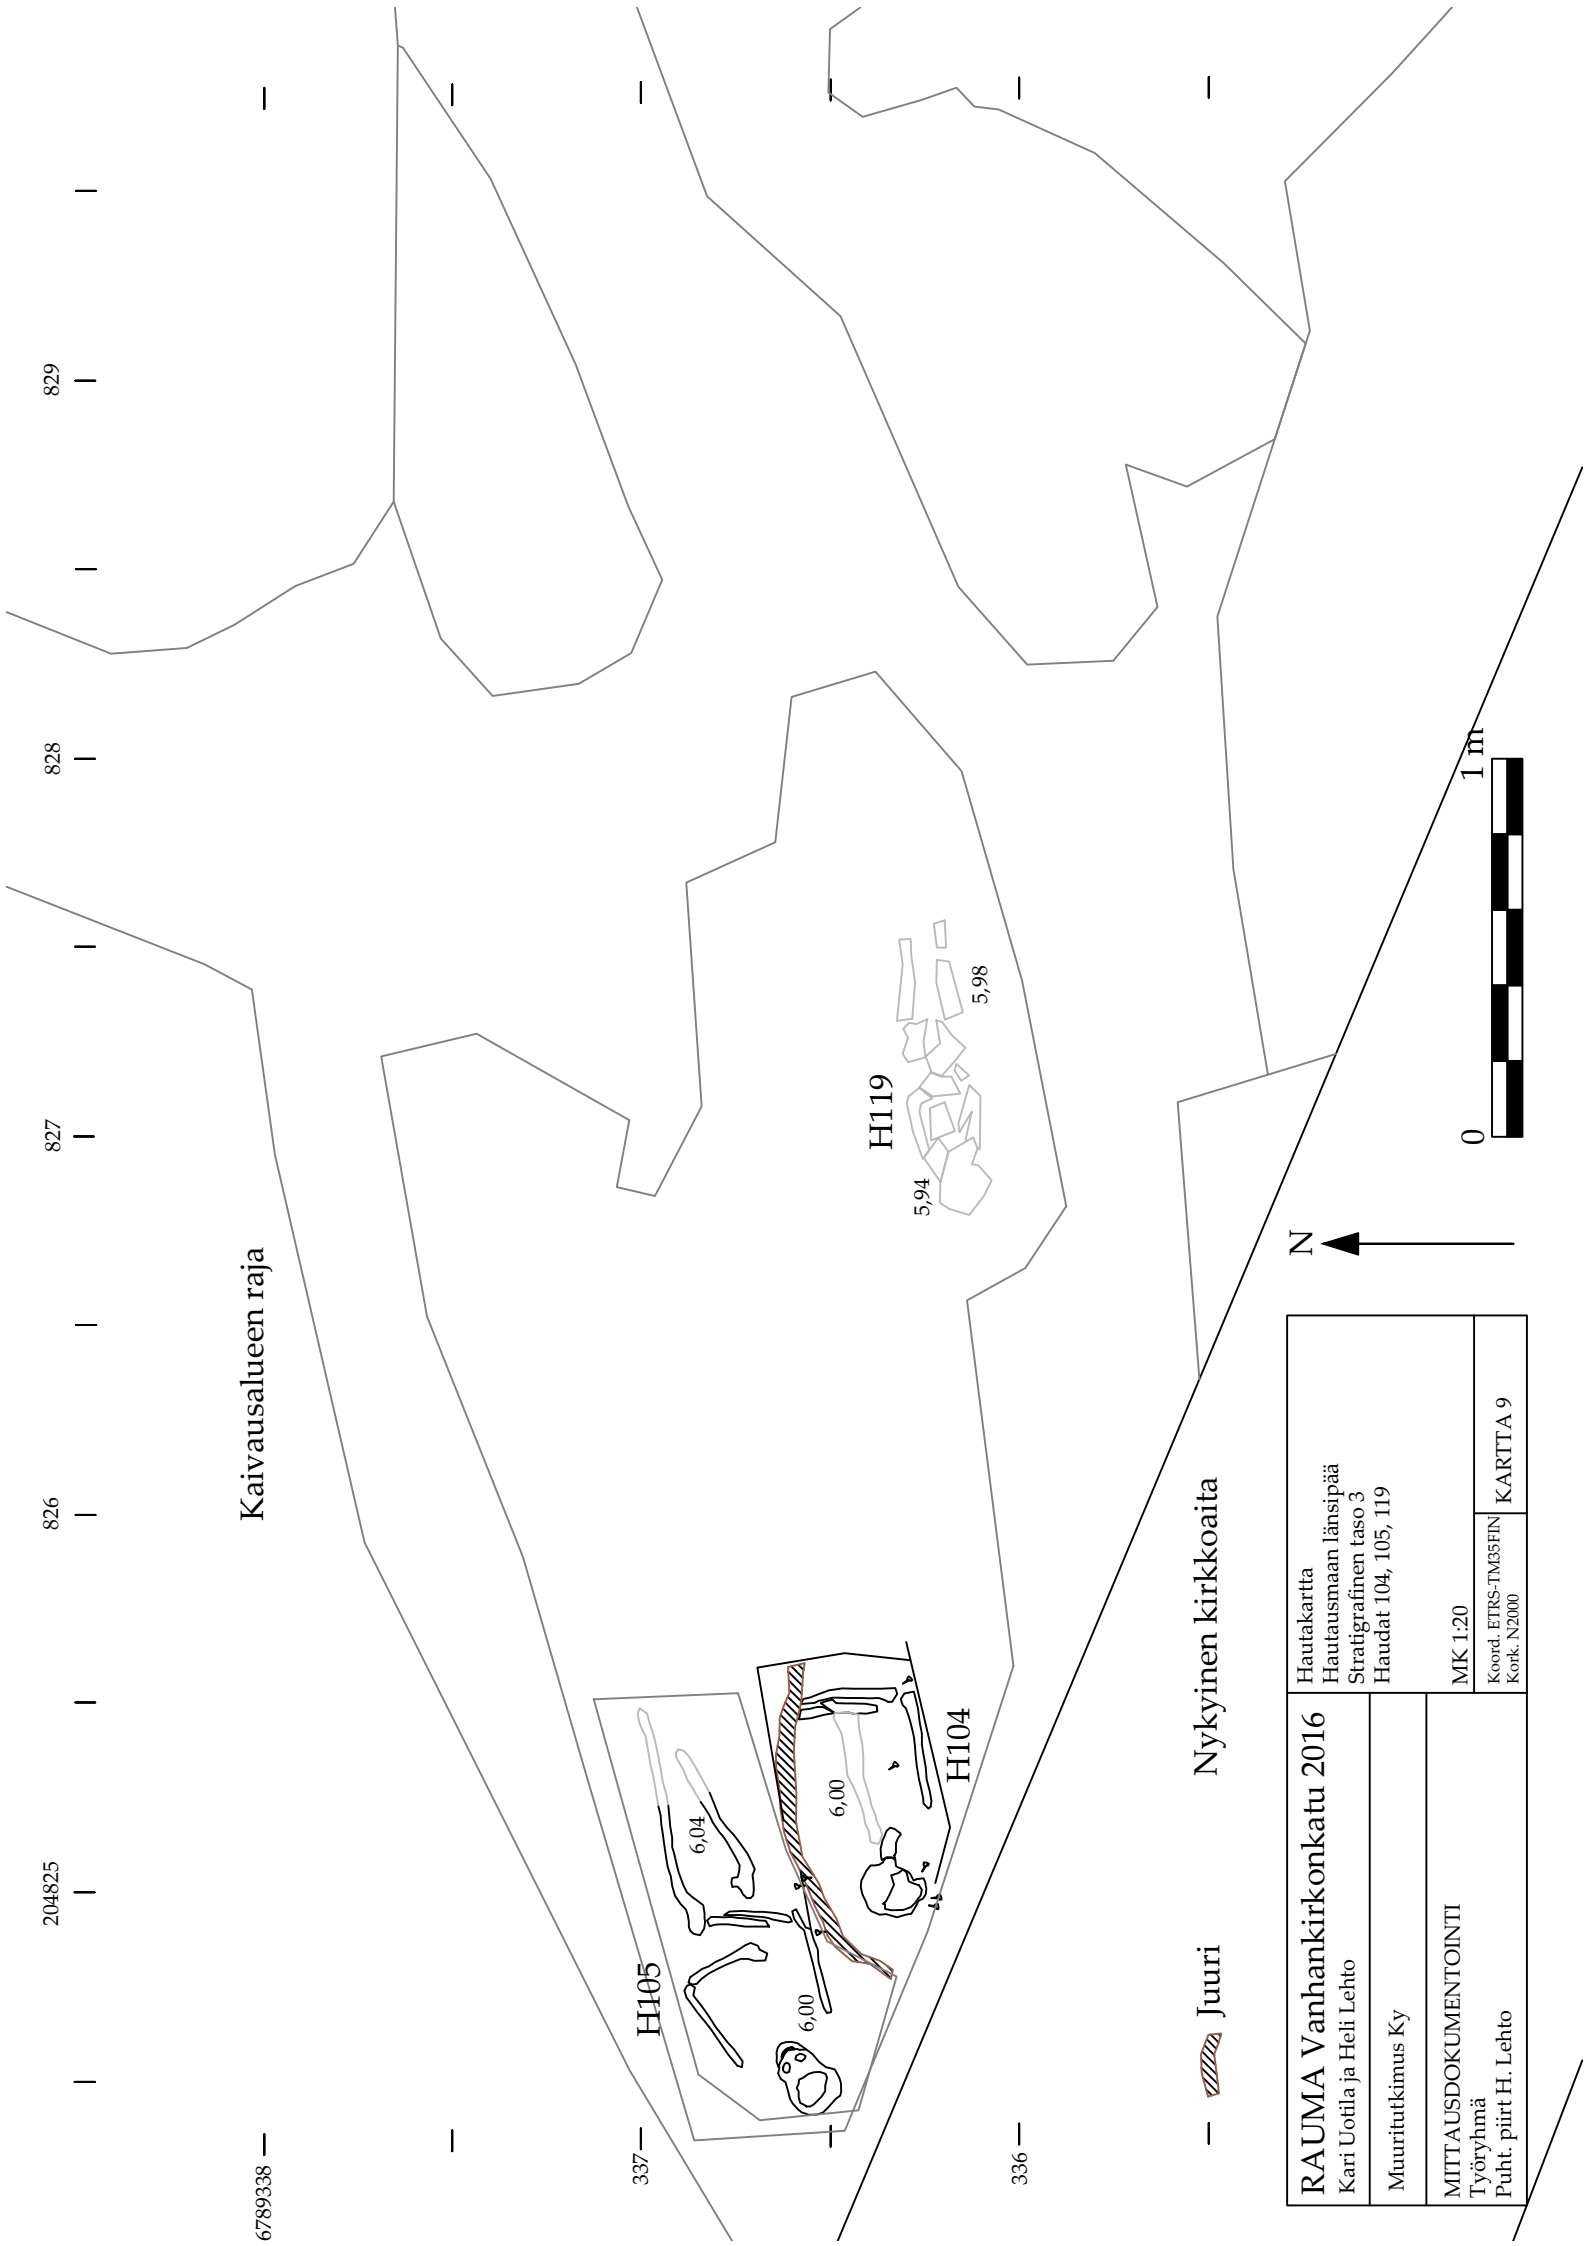 829
828
827
826
204825
6789338
337
336
Kaivausalueen raja
H105
6,04
6,00
H104
6,00
H119
5,94
5,98
Nykyinen kirkkoaita
Juuri
N
0
1 m
RAUMA Vanhankirkonkatu 2016
Kari Uotila ja Heli Lehto
Muuritutkimus Ky
MITTAUSDOKUMENTOINTI
Työryhmä
Puht. piirt H. Lehto
Hautakartta
Hautausmaan länsipää
Stratigrafinen taso 3
Haudat 104, 105, 119
MK 1:20
Koord. ETRS-TM35FIN
Kork. N2000
KARTTA 9